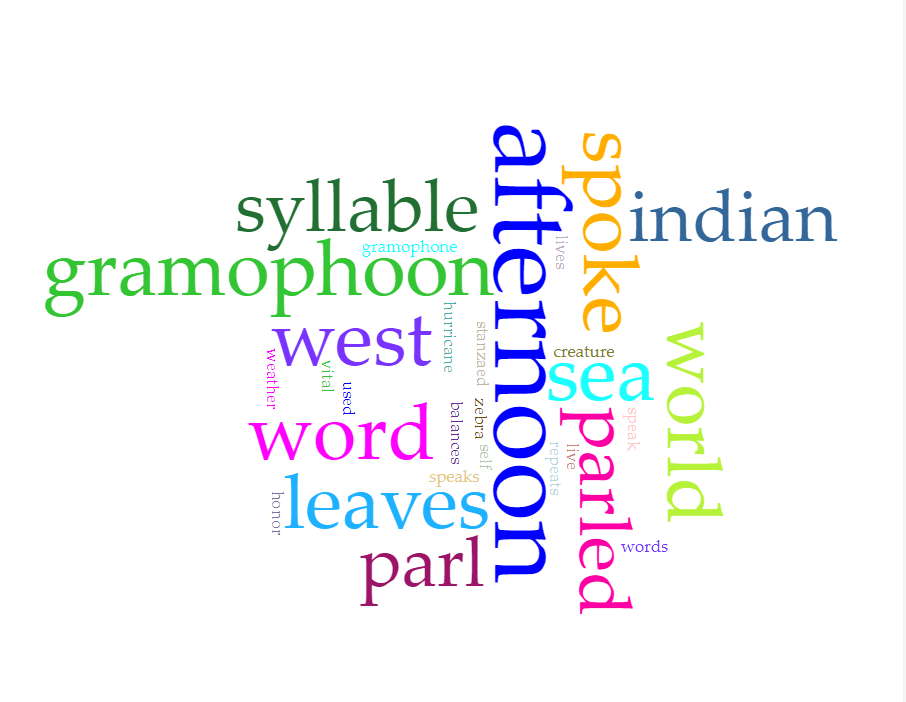 afternoon
spoke
syllable
indian
gramophone
lives
gramophoon
hurricane
west
stanzaed
world
creature
weather
vital
sea
used
word
balances
zebra
parled
speak
self
repeats
live
speaks
leaves
honor
parl
words